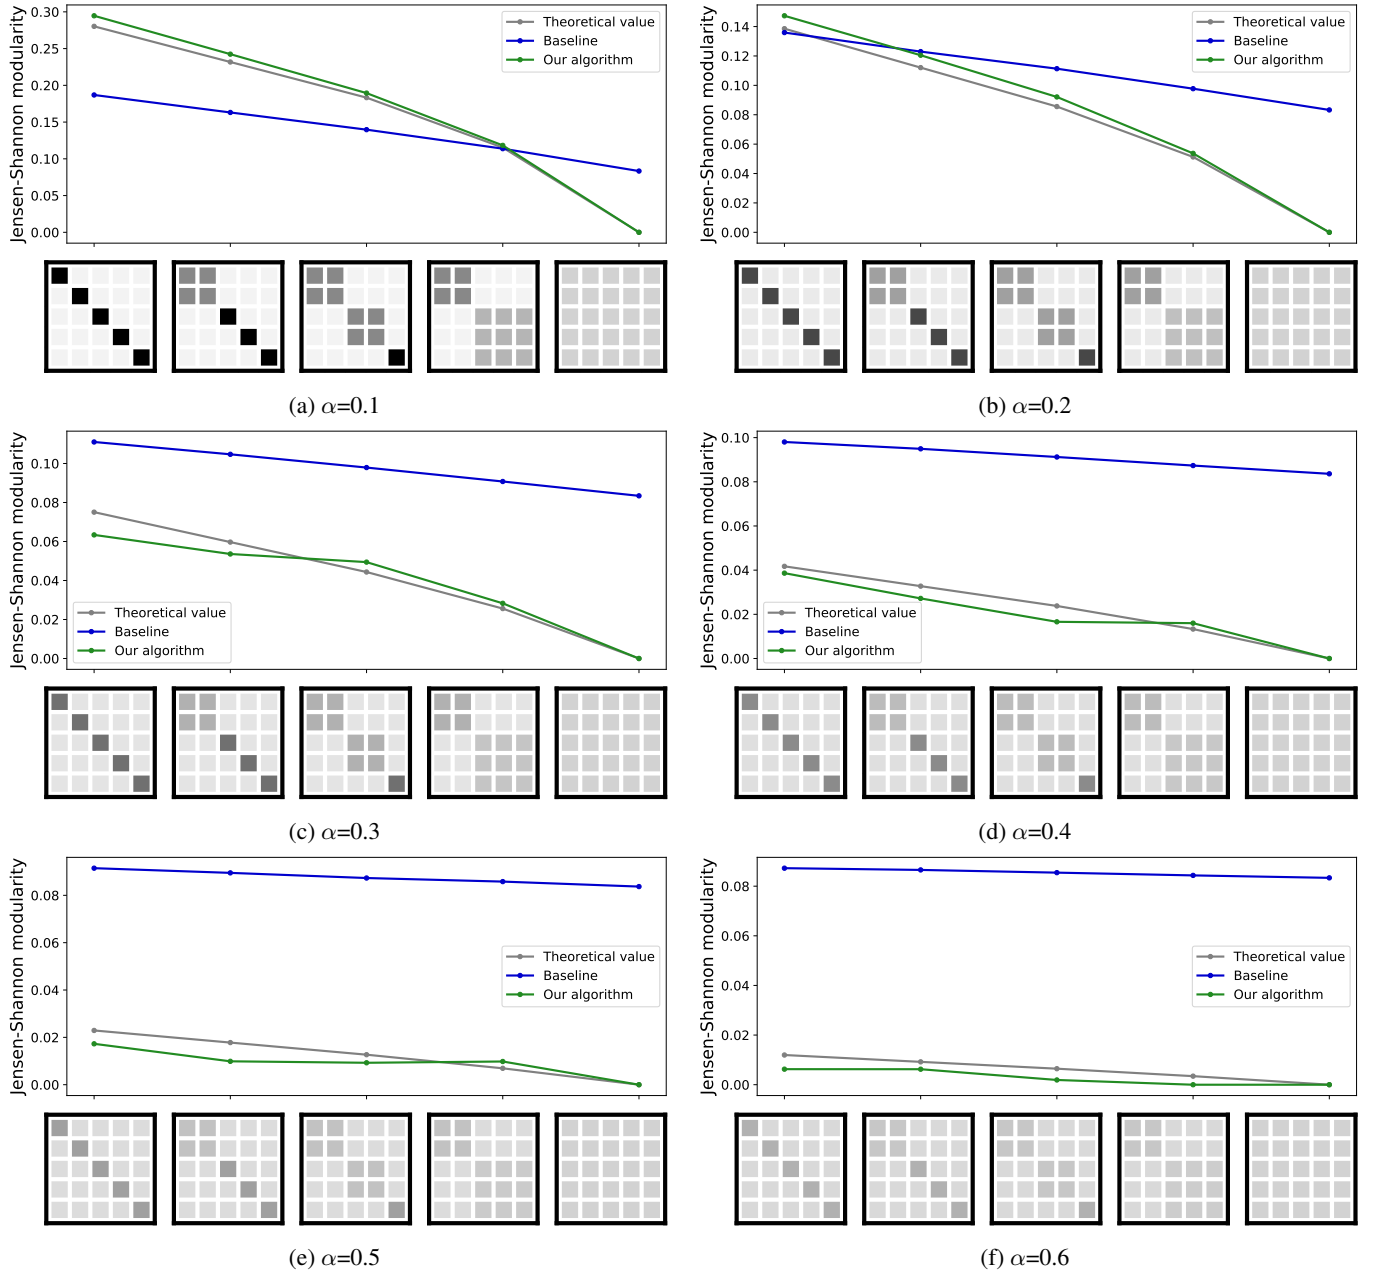 Jensen-Shannon modularity
0.30
0.25
0.20
0.15
0.10
0.05
0.00
Theoretical value
Baseline
Our algorithm
(a) α=0.1
Jensen-Shannon modularity
0.14
0.12
0.10
0.08
0.06
0.04
0.02
0.00
Theoretical value
Baseline
Our algorithm
(b) α=0.2
Jensen-Shannon modularity
0.10
0.08
0.06
0.04
0.02
0.00
Theoretical value
Baseline
Our algorithm
(c) α=0.3
Jensen-Shannon modularity
0.10
0.08
0.06
0.04
0.02
0.00
Theoretical value
Baseline
Our algorithm
(d) α=0.4
Jensen-Shannon modularity
0.08
0.06
0.04
0.02
0.00
Theoretical value
Baseline
Our algorithm
(e) α=0.5
Jensen-Shannon modularity
0.08
0.06
0.04
0.02
0.00
Theoretical value
Baseline
Our algorithm
(f) α=0.6